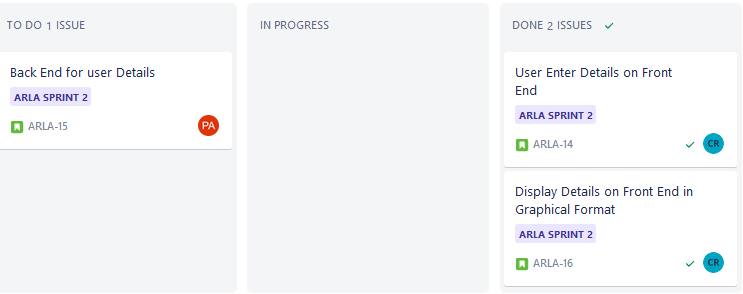 TO DO 1 ISSUE
Back End for user Details
ARLA SPRINT 2
ARLA-15
PA
IN PROGRESS
DONE 2 ISSUES
User Enter Details on Front
End
ARLA SPRINT 2
ARLA-14
CR
Display Details on Front End in
Graphical Format
ARLA SPRINT 2
ARLA-16
CR